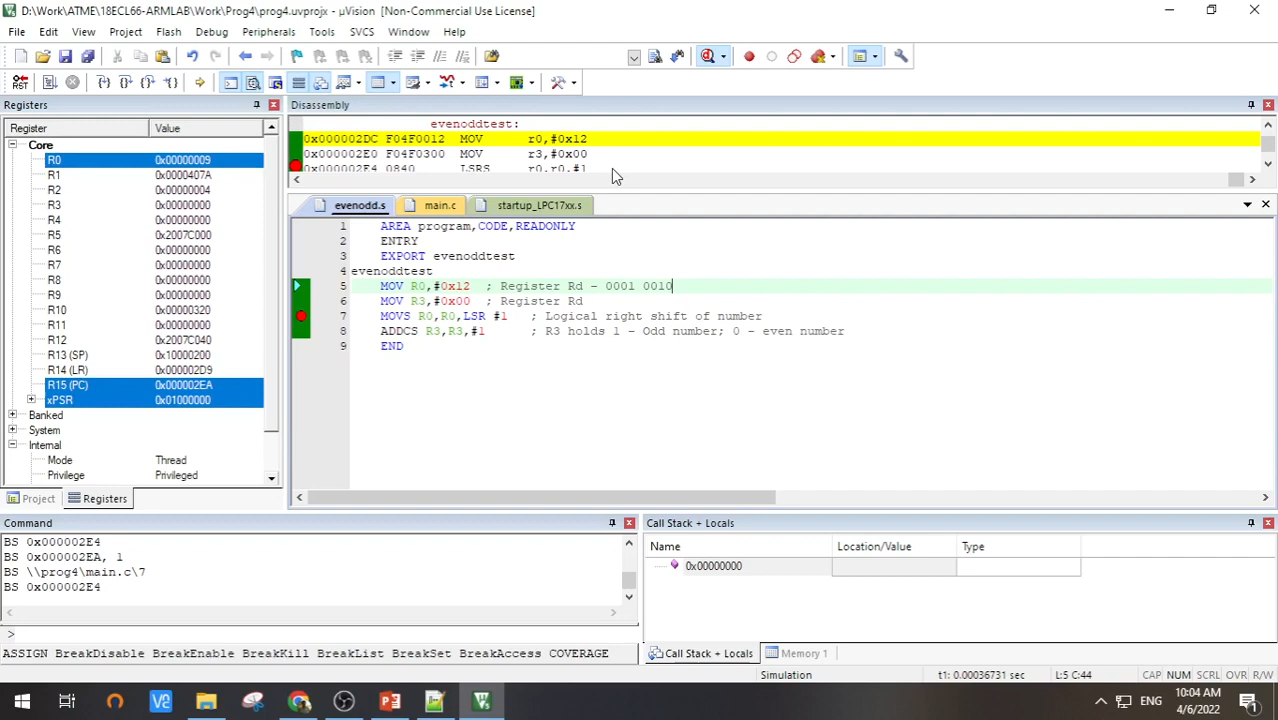 D:\Work\ATME\18ECL66-ARMLAB\Work\Prog4\prog4.uvprojx - µVision [Non-Commercial Use License]
File Edit View Project Flash Debug Peripherals Tools SVCS Window Help
RST
Registers
Register Value
Core
R0 0x00000009
R1 0x0000407A
R2 0x00000004
R3 0x00000000
R4 0x00000000
R5 0x2007C000
R6 0x00000000
R7 0x00000000
R8 0x00000000
R9 0x00000000
R10 0x00000320
R11 0x00000000
R12 0x2007C040
R13 (SP) 0x10000200
R14 (LR) 0x000002D9
R15 (PC) 0x000002EA
xPSR 0x01000000
Banked
System
Internal
Mode Thread
Privilege Privileged
Project Registers
Disassembly
evenoddtest:
0x000002DC F04F0012 MOV r0,#0x12
0x000002E0 F04F0300 MOV r3,#0x00
0x000002E4 0840 LSRS r0,r0,#1
evenodd.s main.c startup_LPC17xx.s
1 AREA program,CODE,READONLY
2 ENTRY
3 EXPORT evenoddtest
4 evenoddtest
5 MOV R0,#0x12 ; Register Rd - 0001 0010
6 MOV R3,#0x00 ; Register Rd
7 MOVS R0,R0,LSR #1 ; Logical right shift of number
8 ADDCS R3,R3,#1 ; R3 holds 1 - Odd number; 0 - even number
9 END
Command
BS 0x000002E4
BS 0x000002EA, 1
BS \\prog4\main.c\7
BS 0x000002E4
>
ASSIGN BreakDisable BreakEnable BreakKill BreakList BreakSet BreakAccess COVERAGE
Call Stack + Locals
Name Location/Value Type
0x00000000
Call Stack + Locals Memory 1
Simulation t1: 0.00036731 sec L:5 C:44 CAP NUM SCRL OVR R/W
ENG
10:04 AM
4/6/2022